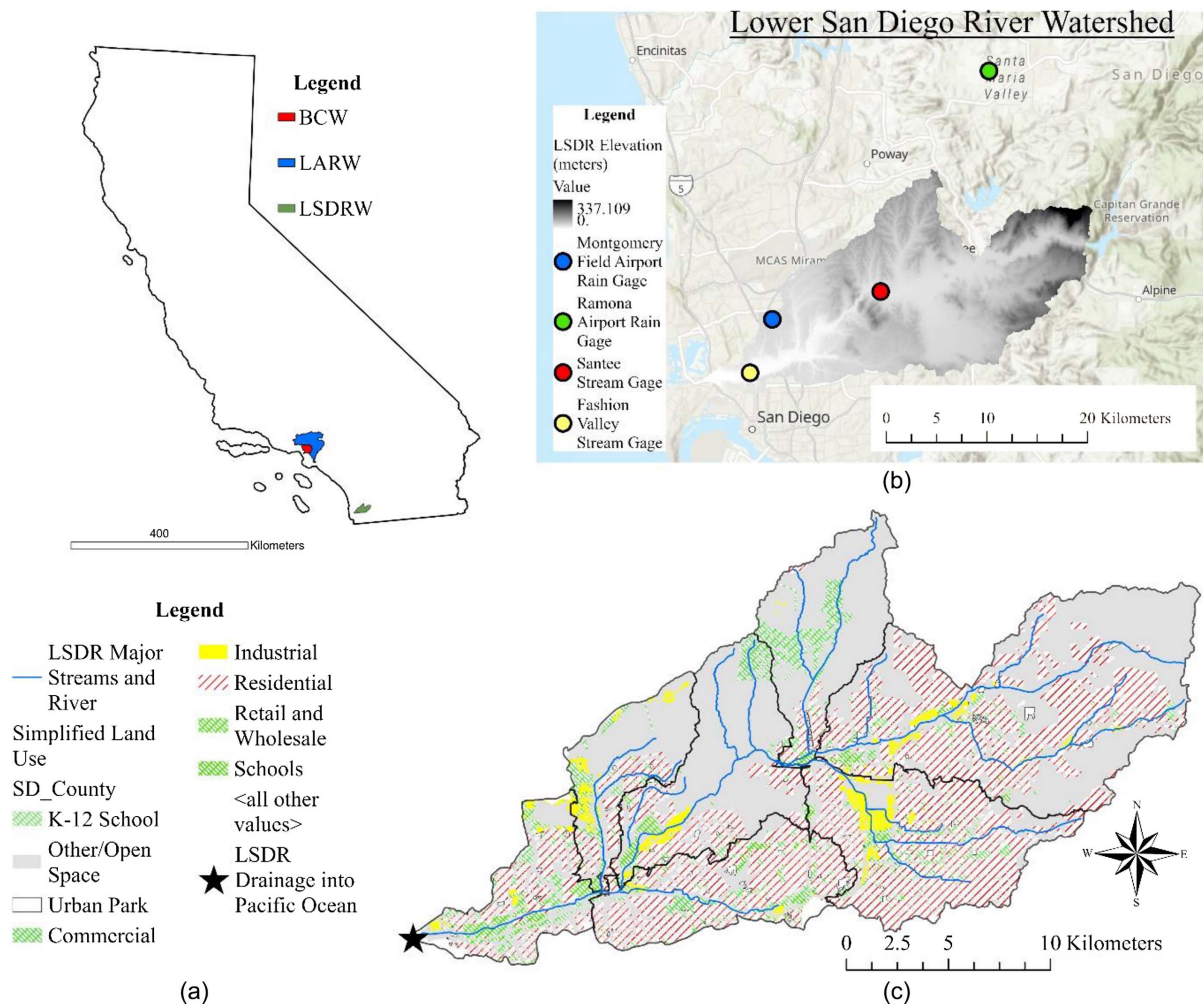 Legend
BCW
LARW
LSDRW
400
Kilometers
Lower San Diego River Watershed
Encinitas
Santa
Maria
Valley
San Diego
Legend
LSDR Elevation
(meters)
Value
337.109
0.
Montgomery
Field Airport
Rain Gage
Ramona
Airport Rain
Gage
Santee
Stream Gage
Fashion
Valley
Stream Gage
5
Poway
Capitan Grande
Reservation
ee
MCAS Miram
Alpine
San Diego
0 5 10 20 Kilometers
(b)
Legend
LSDR Major
Streams and
River
Simplified Land
Use
SD_County
K-12 School
Other/Open
Space
Urban Park
Commercial
Industrial
Residential
Retail and
Wholesale
Schools
<all other
values>
LSDR
Drainage into
Pacific Ocean
N
W E
S
0 2.5 5 10 Kilometers
(a)
(c)